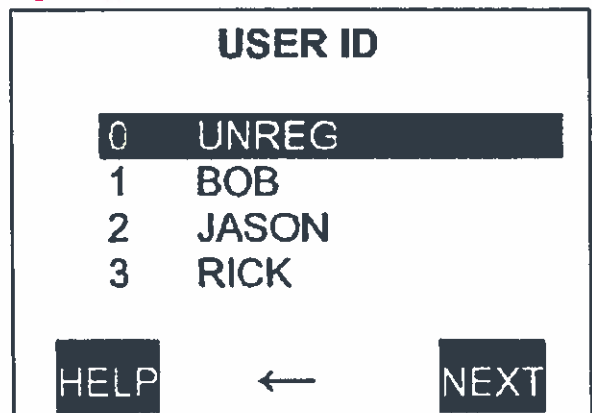 USER ID
0 UNREG
1 BOB
2 JASON
3 RICK
HELP ← NEXT